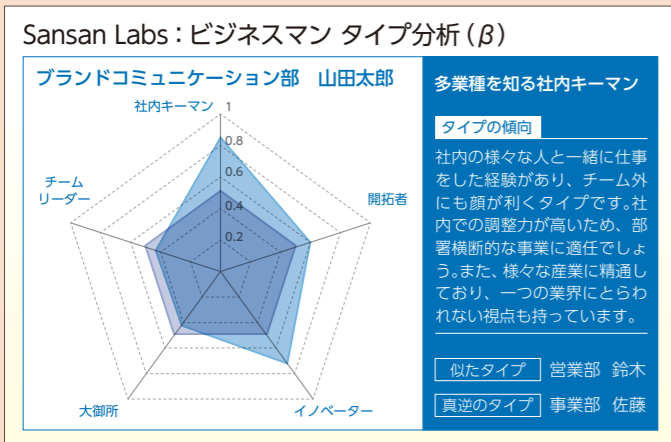 Sansan Labs：ビジネスマン タイプ分析（β）
ブランドコミュニケーション部　山田太郎
社内キーマン
1
0.8
0.6
0.4
0.2
チーム
リーダー
開拓者
大御所
イノベーター
多業種を知る社内キーマン
タイプの傾向
社内の様々な人と一緒に仕事
をした経験があり、チーム外
にも顔が利くタイプです。社
内での調整力が高いため、部
署横断的な事業に適任でしょ
う。また、様々な産業に精通し
ており、一つの業界にとらわ
れない視点も持っています。
似たタイプ　営業部　鈴木
真逆のタイプ　事業部　佐藤